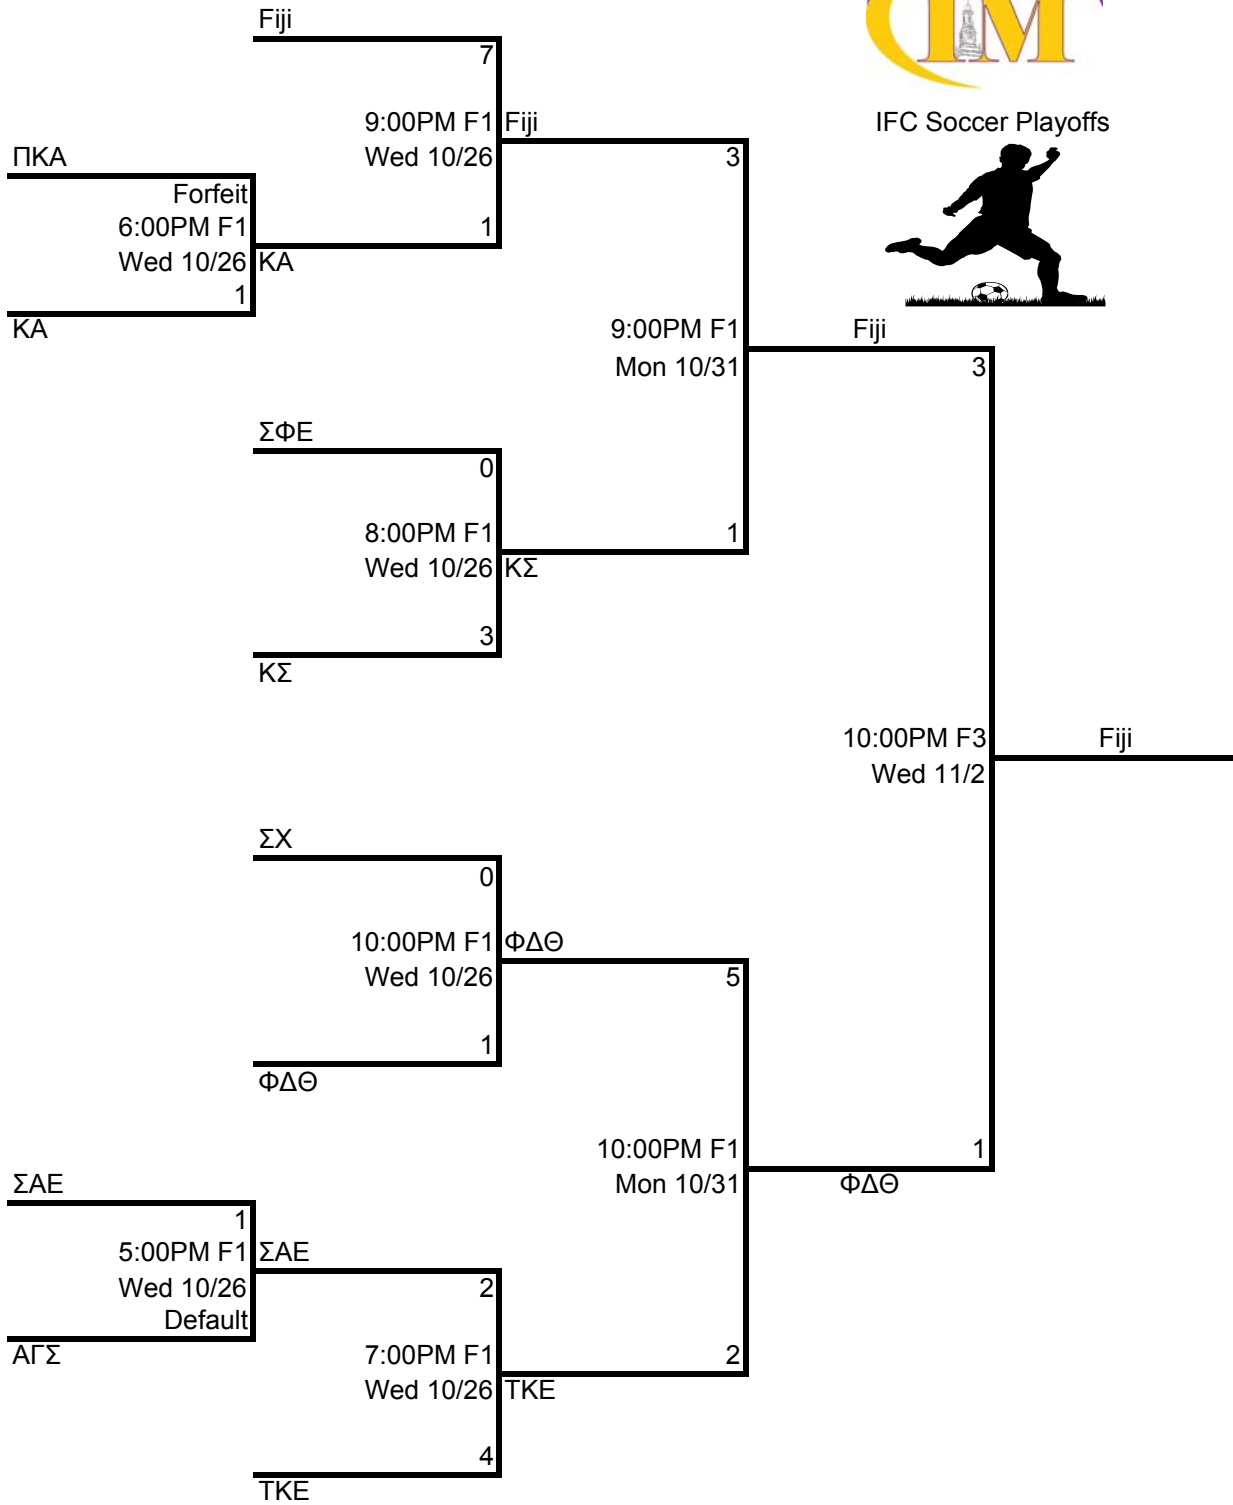 Fiji
7
IM
9:00PM F1
Fiji
IFC Soccer Playoffs
ΠΚΑ
Wed 10/26
3
Forfeit
6:00PM F1
1
Wed 10/26
ΚΑ
1
ΚΑ
9:00PM F1
Fiji
Mon 10/31
3
ΣΦΕ
0
8:00PM F1
1
Wed 10/26
ΚΣ
3
ΚΣ
10:00PM F3
Fiji
Wed 11/2
ΣΧ
0
10:00PM F1
ΦΔΘ
Wed 10/26
5
1
ΦΔΘ
10:00PM F1
1
Mon 10/31
ΦΔΘ
ΣΑΕ
1
5:00PM F1
ΣΑΕ
Wed 10/26
2
Default
ΑΓΣ
7:00PM F1
2
Wed 10/26
ΤΚΕ
4
ΤΚΕ